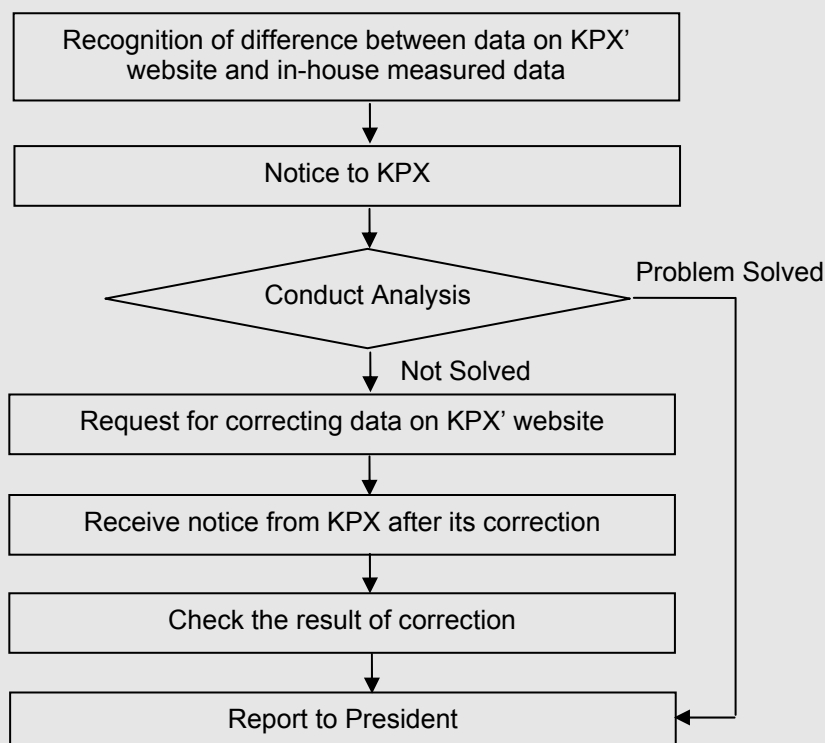 Recognition of difference between data on KPX’
website and in-house measured data
Notice to KPX
Conduct Analysis
Problem Solved
Not Solved
Request for correcting data on KPX’ website
Receive notice from KPX after its correction
Check the result of correction
Report to President